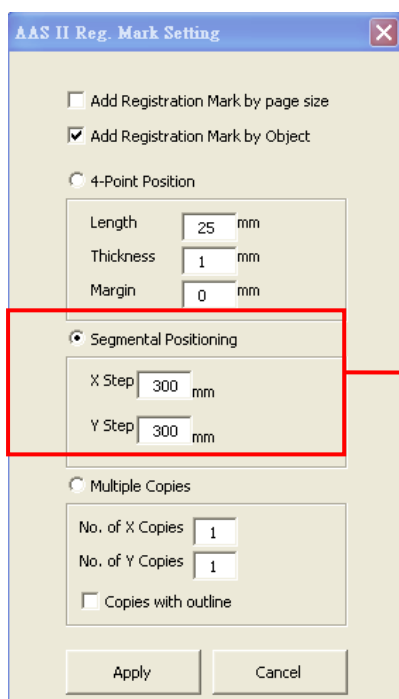 AAS II Reg. Mark Setting
Add Registration Mark by page size
Add Registration Mark by Object
4-Point Position
Length 25 mm
Thickness 1 mm
Margin 0 mm
Segmental Positioning
X Step 300 mm
Y Step 300 mm
Multiple Copies
No. of X Copies 1
No. of Y Copies 1
Copies with outline
Apply Cancel